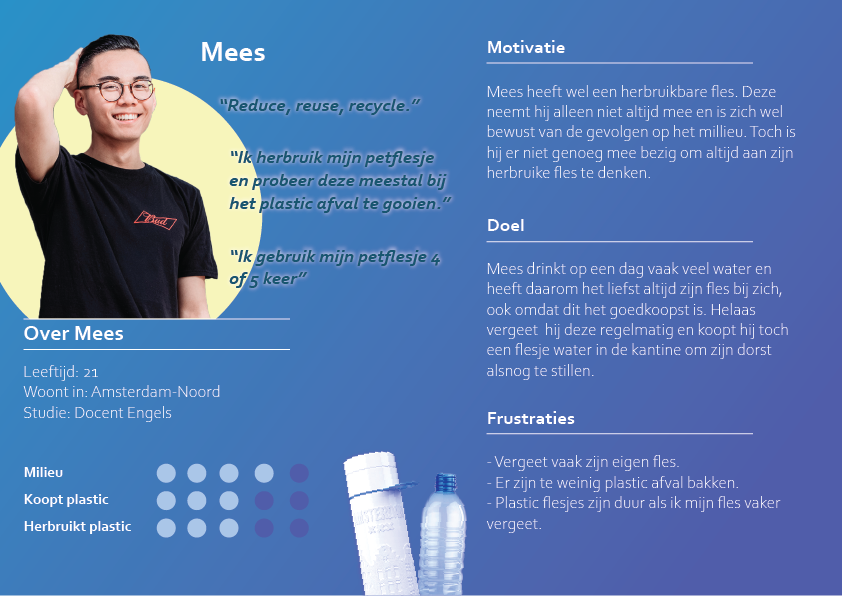 Mees
“Reduce, reuse, recycle.”
“Ik herbruik mijn petflesje
en probeer deze meestal bij
het plastic afval te gooien.”
“Ik gebruik mijn petflesje 4
of 5 keer”
Bud
Over Mees
Leeftijd: 21
Woont in: Amsterdam-Noord
Studie: Docent Engels
Milieu
Koopt plastic
Herbruikt plastic
AMSTERDAM
XXX
Motivatie
Mees heeft wel een herbruikbare fles. Deze
neemt hij alleen niet altijd mee en is zich wel
bewust van de gevolgen op het millieu. Toch is
hij er niet genoeg mee bezig om altijd aan zijn
herbruike fles te denken.
Doel
Mees drinkt op een dag vaak veel water en
heeft daarom het liefst altijd zijn fles bij zich,
ook omdat dit het goedkoopst is. Helaas
vergeet hij deze regelmatig en koopt hij toch
een flesje water in de kantine om zijn dorst
alsnog te stillen.
Frustraties
- Vergeet vaak zijn eigen fles.
- Er zijn te weinig plastic afval bakken.
- Plastic flesjes zijn duur als ik mijn fles vaker
vergeet.